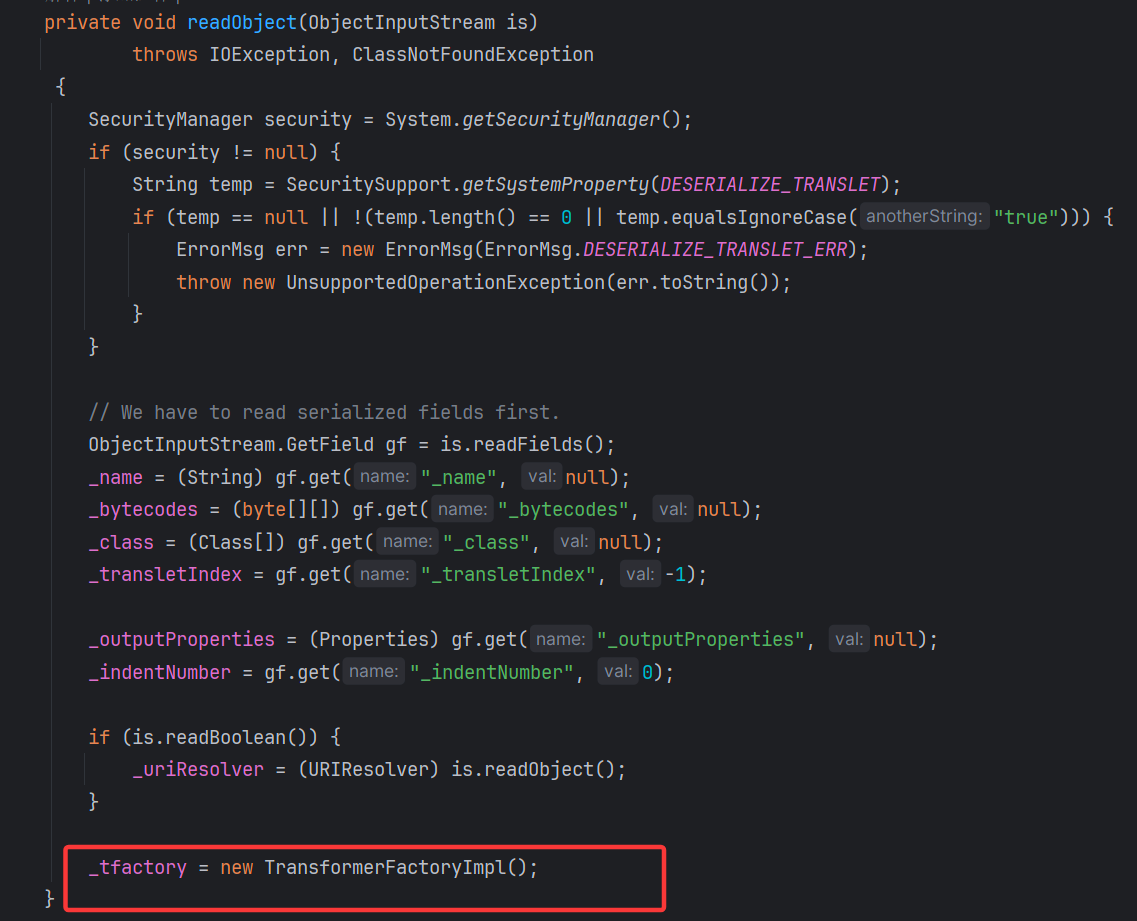 private void readObject(ObjectInputStream is)
throws IOException, ClassNotFoundException
{
SecurityManager security = System.getSecurityManager();
if (security != null) {
String temp = SecuritySupport.getSystemProperty(DESERIALIZE_TRANSLET);
if (temp == null || !(temp.length() == 0 || temp.equalsIgnoreCase( anotherString: "true"))) {
ErrorMsg err = new ErrorMsg(ErrorMsg.DESERIALIZE_TRANSLET_ERR);
throw new UnsupportedOperationException(err.toString());
}
}
// We have to read serialized fields first.
ObjectInputStream.GetField gf = is.readFields();
_name = (String) gf.get( name: "_name", val: null);
_bytecodes = (byte[][]) gf.get( name: "_bytecodes", val: null);
_class = (Class[]) gf.get( name: "_class", val: null);
_transletIndex = gf.get( name: "_transletIndex", val: -1);
_outputProperties = (Properties) gf.get( name: "_outputProperties", val: null);
_indentNumber = gf.get( name: "_indentNumber", val: 0);
if (is.readBoolean()) {
_uriResolver = (URIResolver) is.readObject();
}
_tfactory = new TransformerFactoryImpl();
}